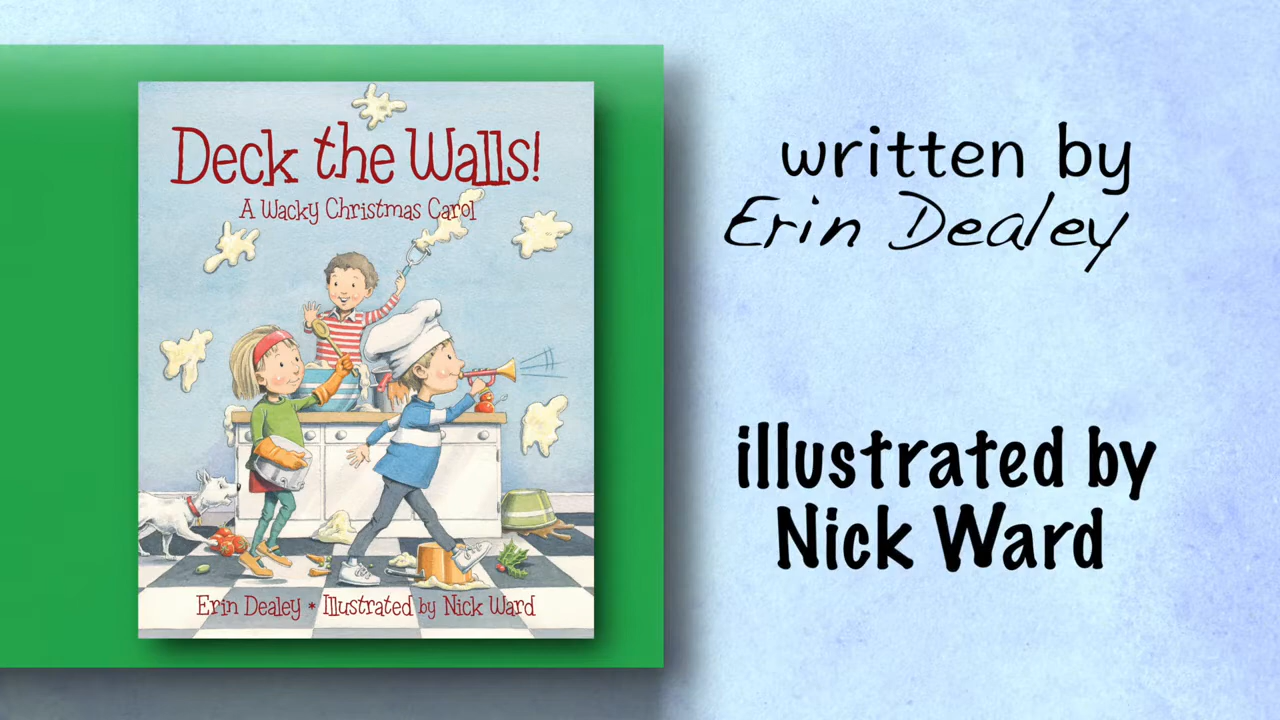 Deck the Walls!
A Wacky Christmas Carol
Erin Dealey * Illustrated by Nick Ward
written by
Erin Dealey
illustrated by
Nick Ward